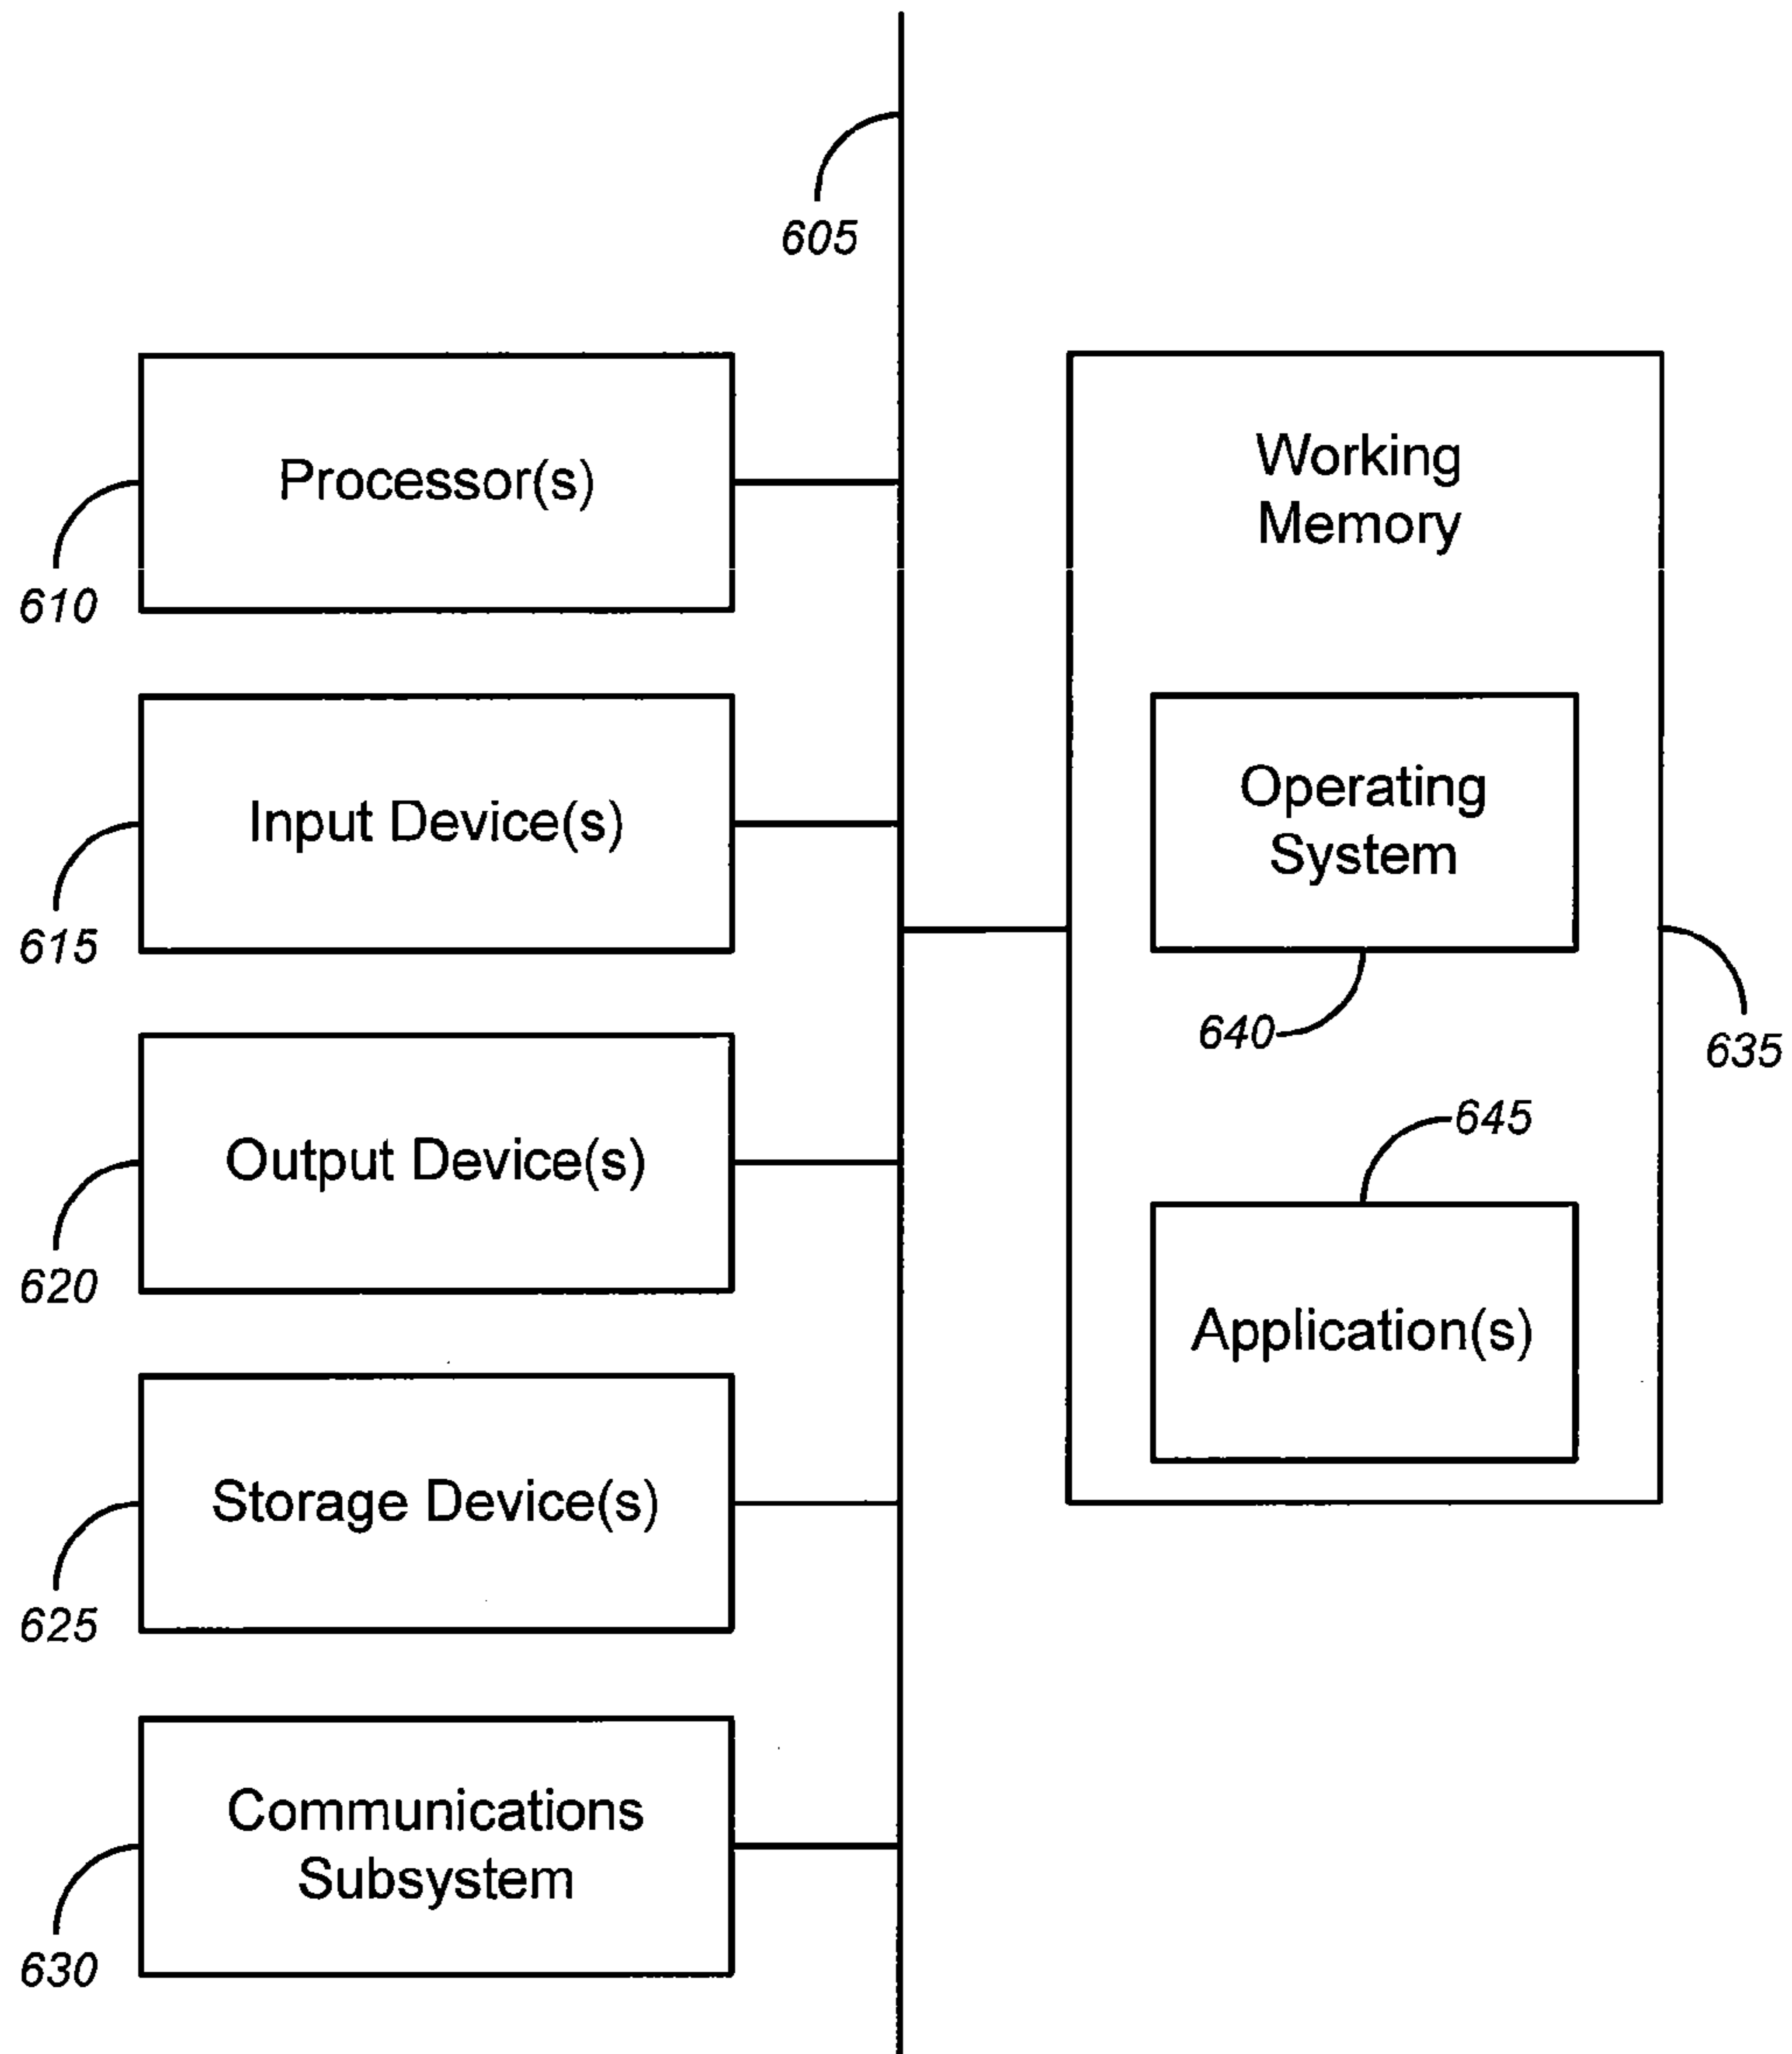 605
Processor(s)
610
Input Device(s)
615
Output Device(s)
620
Storage Device(s)
625
Communications
Subsystem
630
Working
Memory
Operating
System
640
635
645
Application(s)